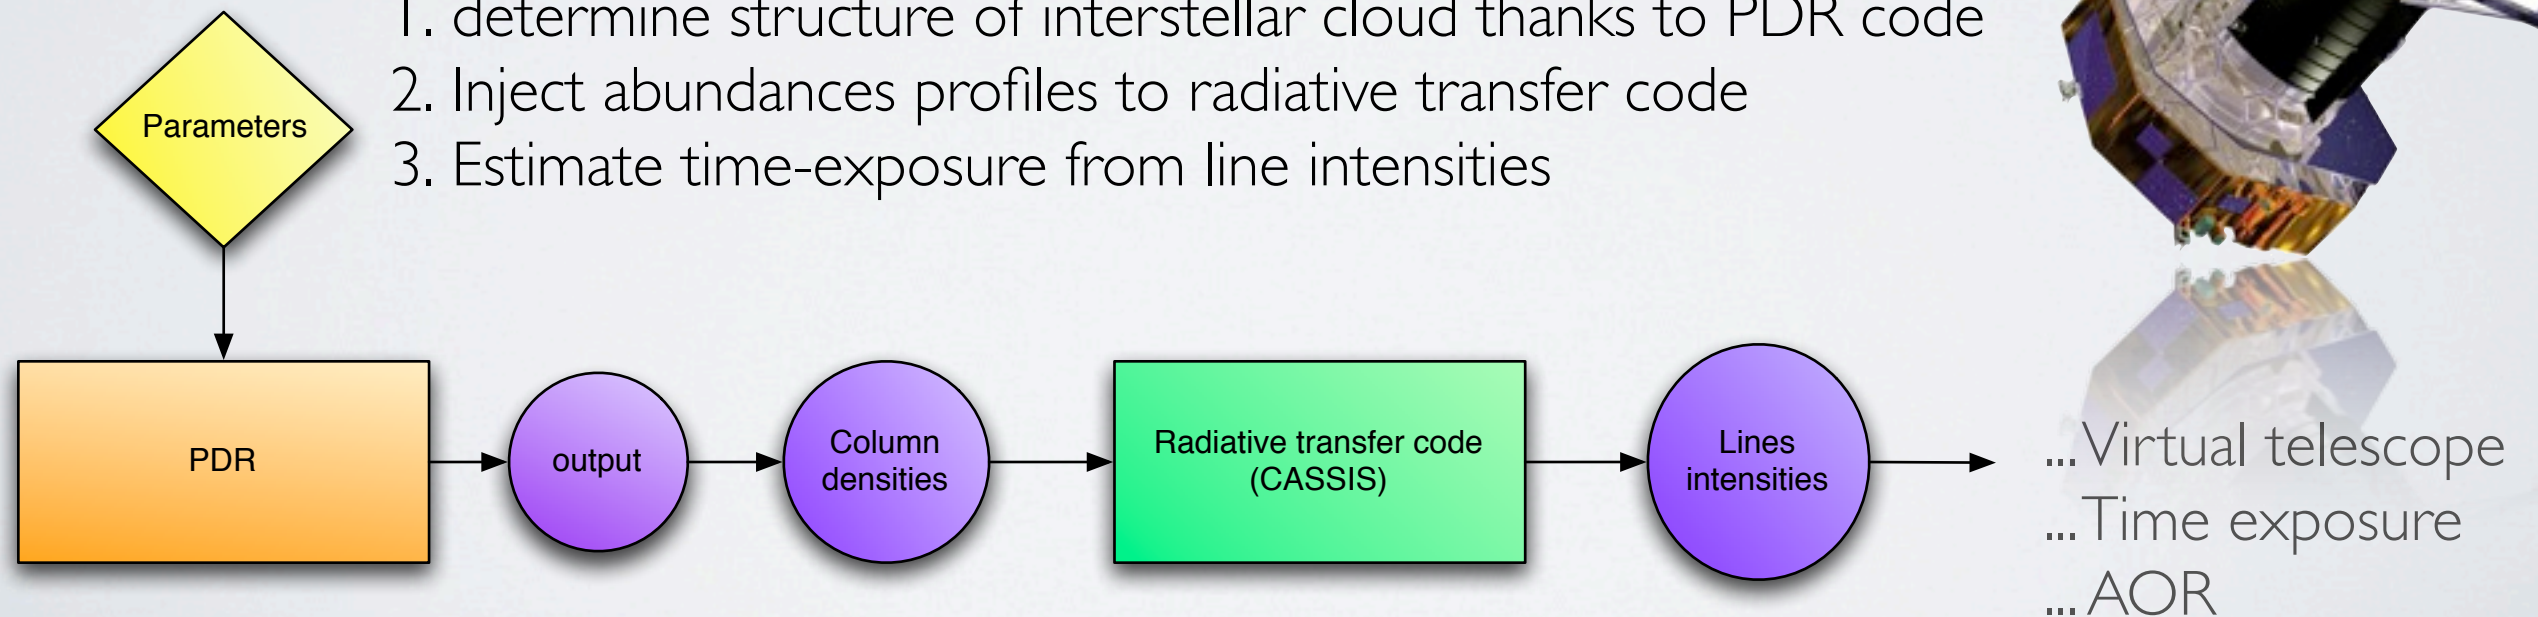 1. determine structure of interstellar cloud thanks to PDR code
2. Inject abundances profiles to radiative transfer code
3. Estimate time-exposure from line intensities
Parameters
PDR
output
Column
densities
Radiative transfer code
(CASSIS)
Lines
intensities
...Virtual telescope
...Time exposure
...AOR